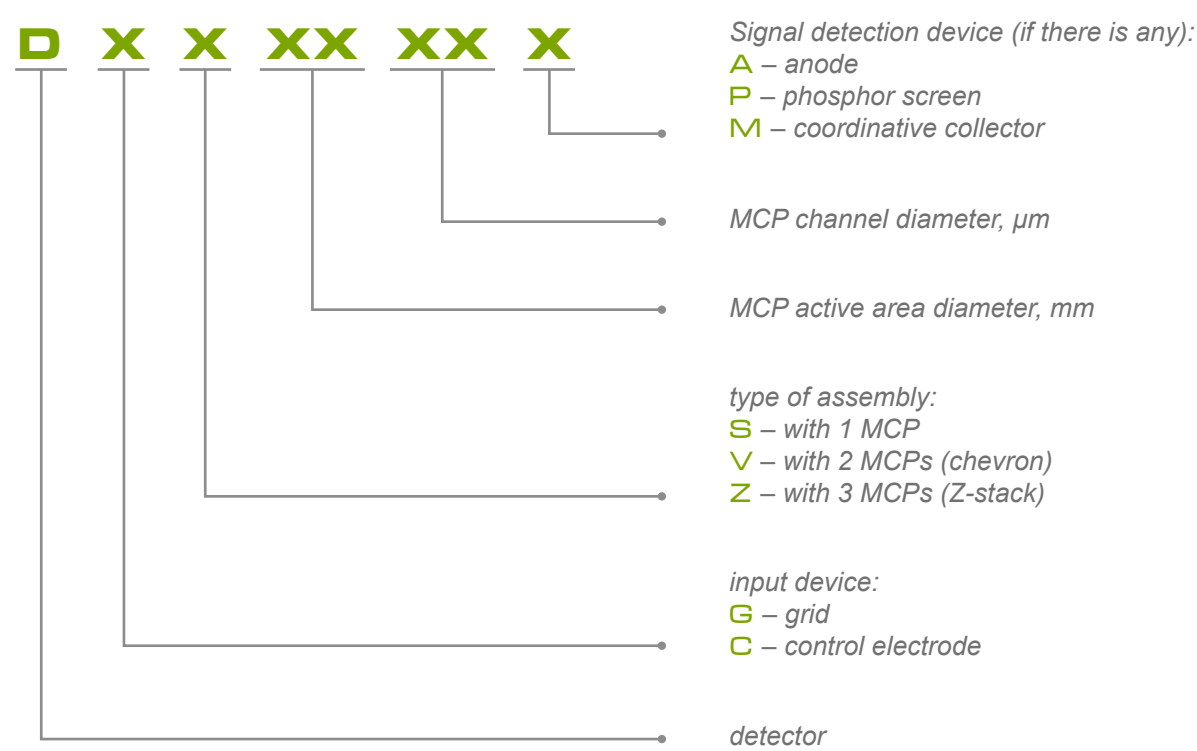 D X X XX XX X
Signal detection device (if there is any):
A – anode
P – phosphor screen
M – coordinative collector
MCP channel diameter, µm
MCP active area diameter, mm
type of assembly:
S – with 1 MCP
V – with 2 MCPs (chevron)
Z – with 3 MCPs (Z-stack)
input device:
G – grid
C – control electrode
detector